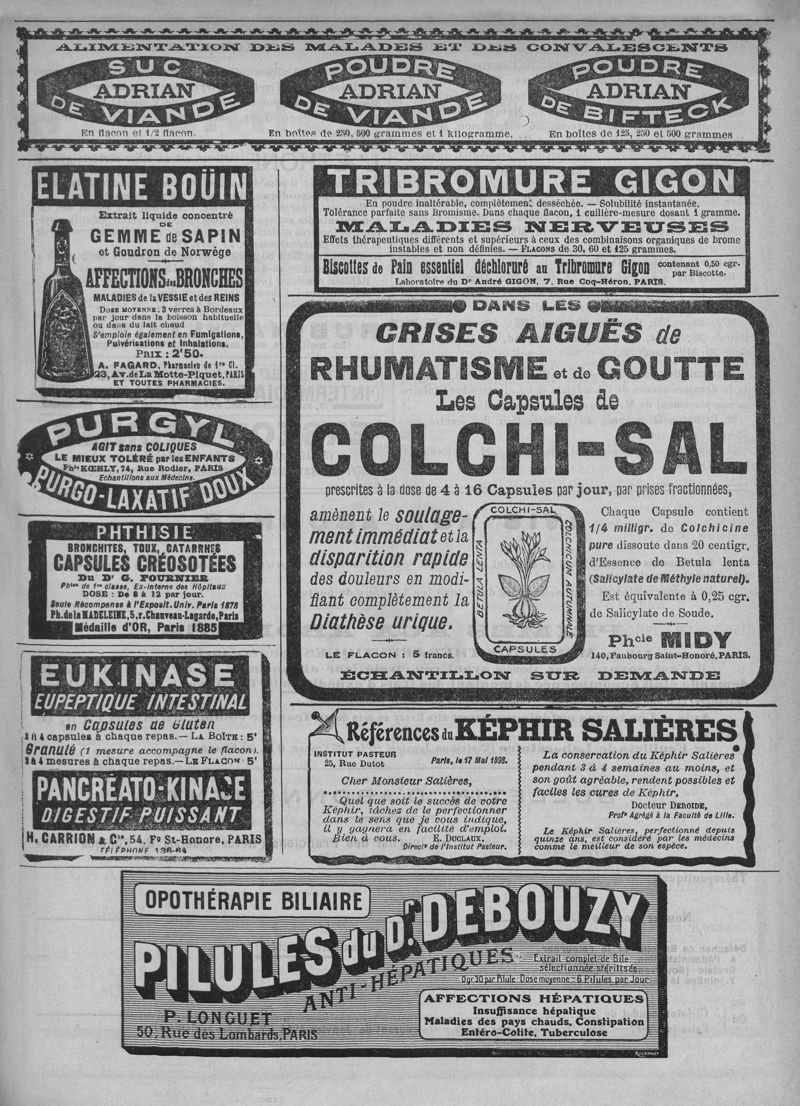 ALIMENTATION DES MALADES ET DES CONVALESCENTS
SUC
ADRIAN
DE VIANDE
En flacon et 1/2 flacon.
POUDRE
ADRIAN
DE VIANDE
En boîtes de 250, 500 grammes et 1 kilogramme.
POUDRE
ADRIAN
DE BIFTECK
En boîtes de 125, 250 et 500 grammes
ELATINE BOÜIN
Extrait liquide concentré
DE
GEMME de SAPIN
et Goudron de Norwège
AFFECTIONS des BRONCHES
MALADIES de la VESSIE et des REINS
DOSE MOYENNE: 3 verres à Bordeaux
par jour dans la boisson habituelle
ou dans du lait chaud
S'emploie également en Fumigations,
Pulvérisations et Inhalations.
PRIX: 2f50.
A. FAGARD, Pharmacien de 1re Cl.
23, Av. de La Motte-Piquet, PARIS
ET TOUTES PHARMACIES.
PURGYL
AGIT sans COLIQUES
LE MIEUX TOLÉRÉ par les ENFANTS
Phie KŒHLY, 74, Rue Rodier, PARIS
Echantillons aux Médecins.
PURGO-LAXATIF DOUX
PHTHISIE
BRONCHITES, TOUX, CATARRHES
CAPSULES CRÉOSOTÉES
Du Dr G. FOURNIER
Phien de 1re classe, Ex-interne des Hôpitaux
DOSE: De 8 à 12 par jour.
Seule Récompense à l'Exposit. Univ. Paris 1878
Ph. de la MADELEINE, 5, r. Chauveau-Lagarde, Paris
Médaille d'OR, Paris 1885
EUKINASE
EUPEPTIQUE INTESTINAL
en Capsules de Gluten
2 à 4 capsules à chaque repas. — LA BOÎTE: 5f
Granulé (1 mesure accompagne le flacon).
2 à 4 mesures à chaque repas. — LE FLACON: 5f
PANCRÉATO-KINASE
DIGESTIF PUISSANT
H. CARRION & Cie, 54, Fg St-Honore, PARIS
TÉLÉPHONE 136-64
TRIBROMURE GIGON
En poudre inaltérable, complètement desséchée. — Solubilité instantanée.
Tolérance parfaite sans Bromisme. Dans chaque flacon, 1 cuillère-mesure dosant 1 gramme.
MALADIES NERVEUSES
Effets thérapeutiques différents et supérieurs à ceux des combinaisons organiques de brome
instables et non définies. — FLACONS de 30, 60 et 125 grammes.
Biscottes de Pain essentiel déchloruré au Tribromure Gigon contenant 0,50 cgr. par Biscotte.
Laboratoire du Dr André GIGON, 7, Rue Coq-Héron, PARIS.
DANS LES
CRISES AIGUËS de
RHUMATISME et de GOUTTE
Les Capsules de
COLCHI-SAL
prescrites à la dose de 4 à 16 Capsules par jour, par prises fractionnées,
amènent le soulage-
ment immédiat et la
disparition rapide
des douleurs en modi-
fiant complètement la
Diathèse urique.
LE FLACON: 5 francs.
COLCHI-SAL
BETULA LENTA
COLCHICUM AUTUMNALE
CAPSULES
Chaque Capsule contient
1/4 milligr. de Colchicine
pure dissoute dans 20 centigr.
d'Essence de Betula lenta
(Salicylate de Méthyle naturel).
Est équivalente à 0,25 cgr.
de Salicylate de Soude.
Phcie MIDY
140, Faubourg Saint-Honoré, PARIS.
ÉCHANTILLON SUR DEMANDE
Références du KÉPHIR SALIÈRES
INSTITUT PASTEUR
25, Rue Dutot
Paris, le 17 Mai 1898.
Cher Monsieur Salières,
Quel que soit le succès de votre
Képhir, tâchez de le perfectionner
dans le sens que je vous indique,
il y gagnera en facilité d'emploi.
Bien à vous. E. DUCLAUX,
Directr de l'Institut Pasteur.
La conservation du Képhir Salières
pendant 3 à 4 semaines au moins, et
son goût agréable, rendent possibles et
faciles les cures de Képhir.
Docteur DEROIDE,
Profr Agrégé à la Faculté de Lille.
Le Képhir Salières, perfectionné depuis
quinze ans, est considéré par les médecins
comme le meilleur de son espèce.
OPOTHÉRAPIE BILIAIRE
PILULES du Dr DEBOUZY
ANTI-HÉPATIQUES
Extrait complet de Bile
sélectionnée stérilisée
0gr.30 par Pilule Dose moyenne: 6 Pilules par Jour
P. LONGUET
50, Rue des Lombards, PARIS
AFFECTIONS HÉPATIQUES
Insuffisance hépatique
Maladies des pays chauds, Constipation
Entéro-Colite, Tuberculose